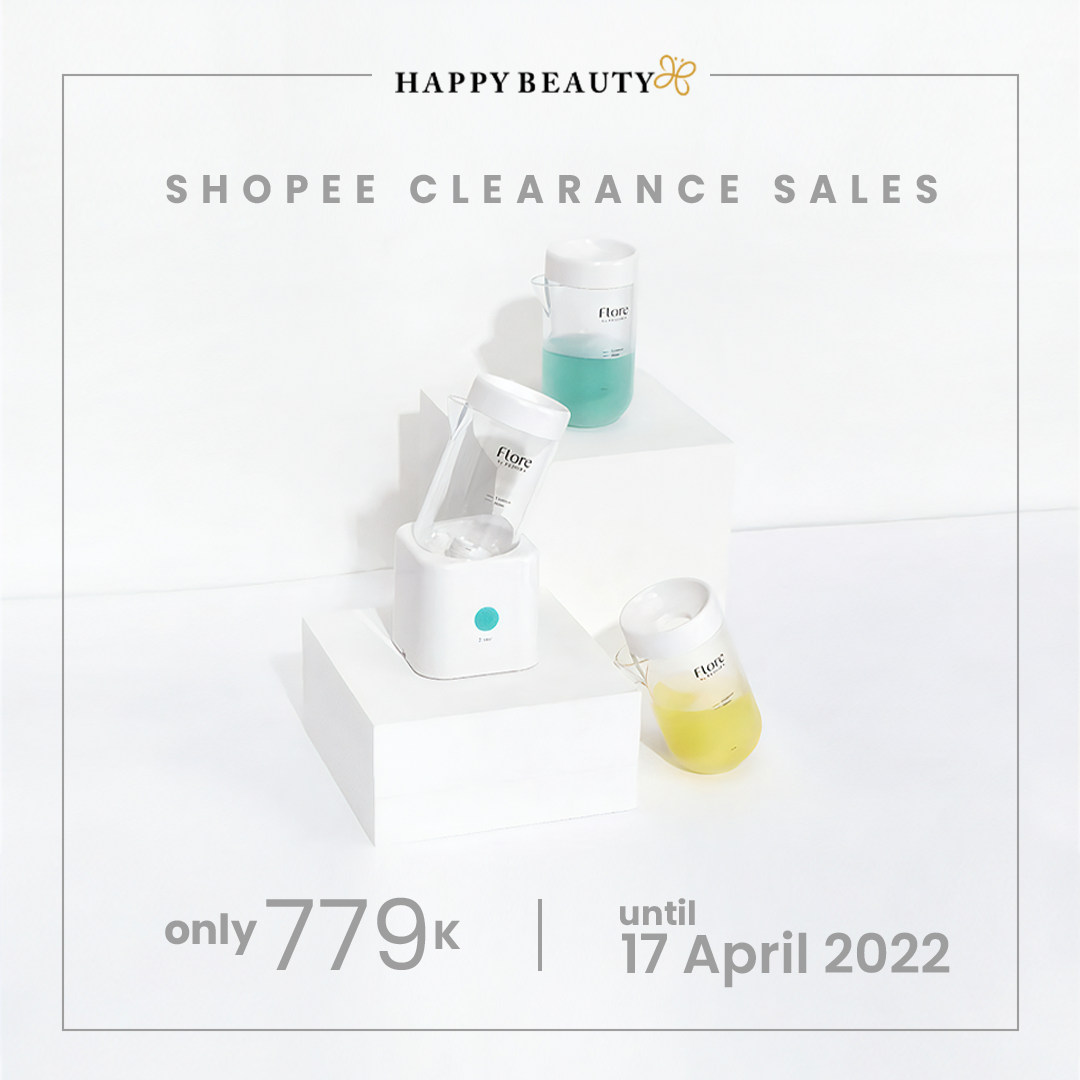 HAPPY BEAUTY
SHOPEE CLEARANCE SALES
Flore
Flore
Flore
only 779K
until
17 April 2022